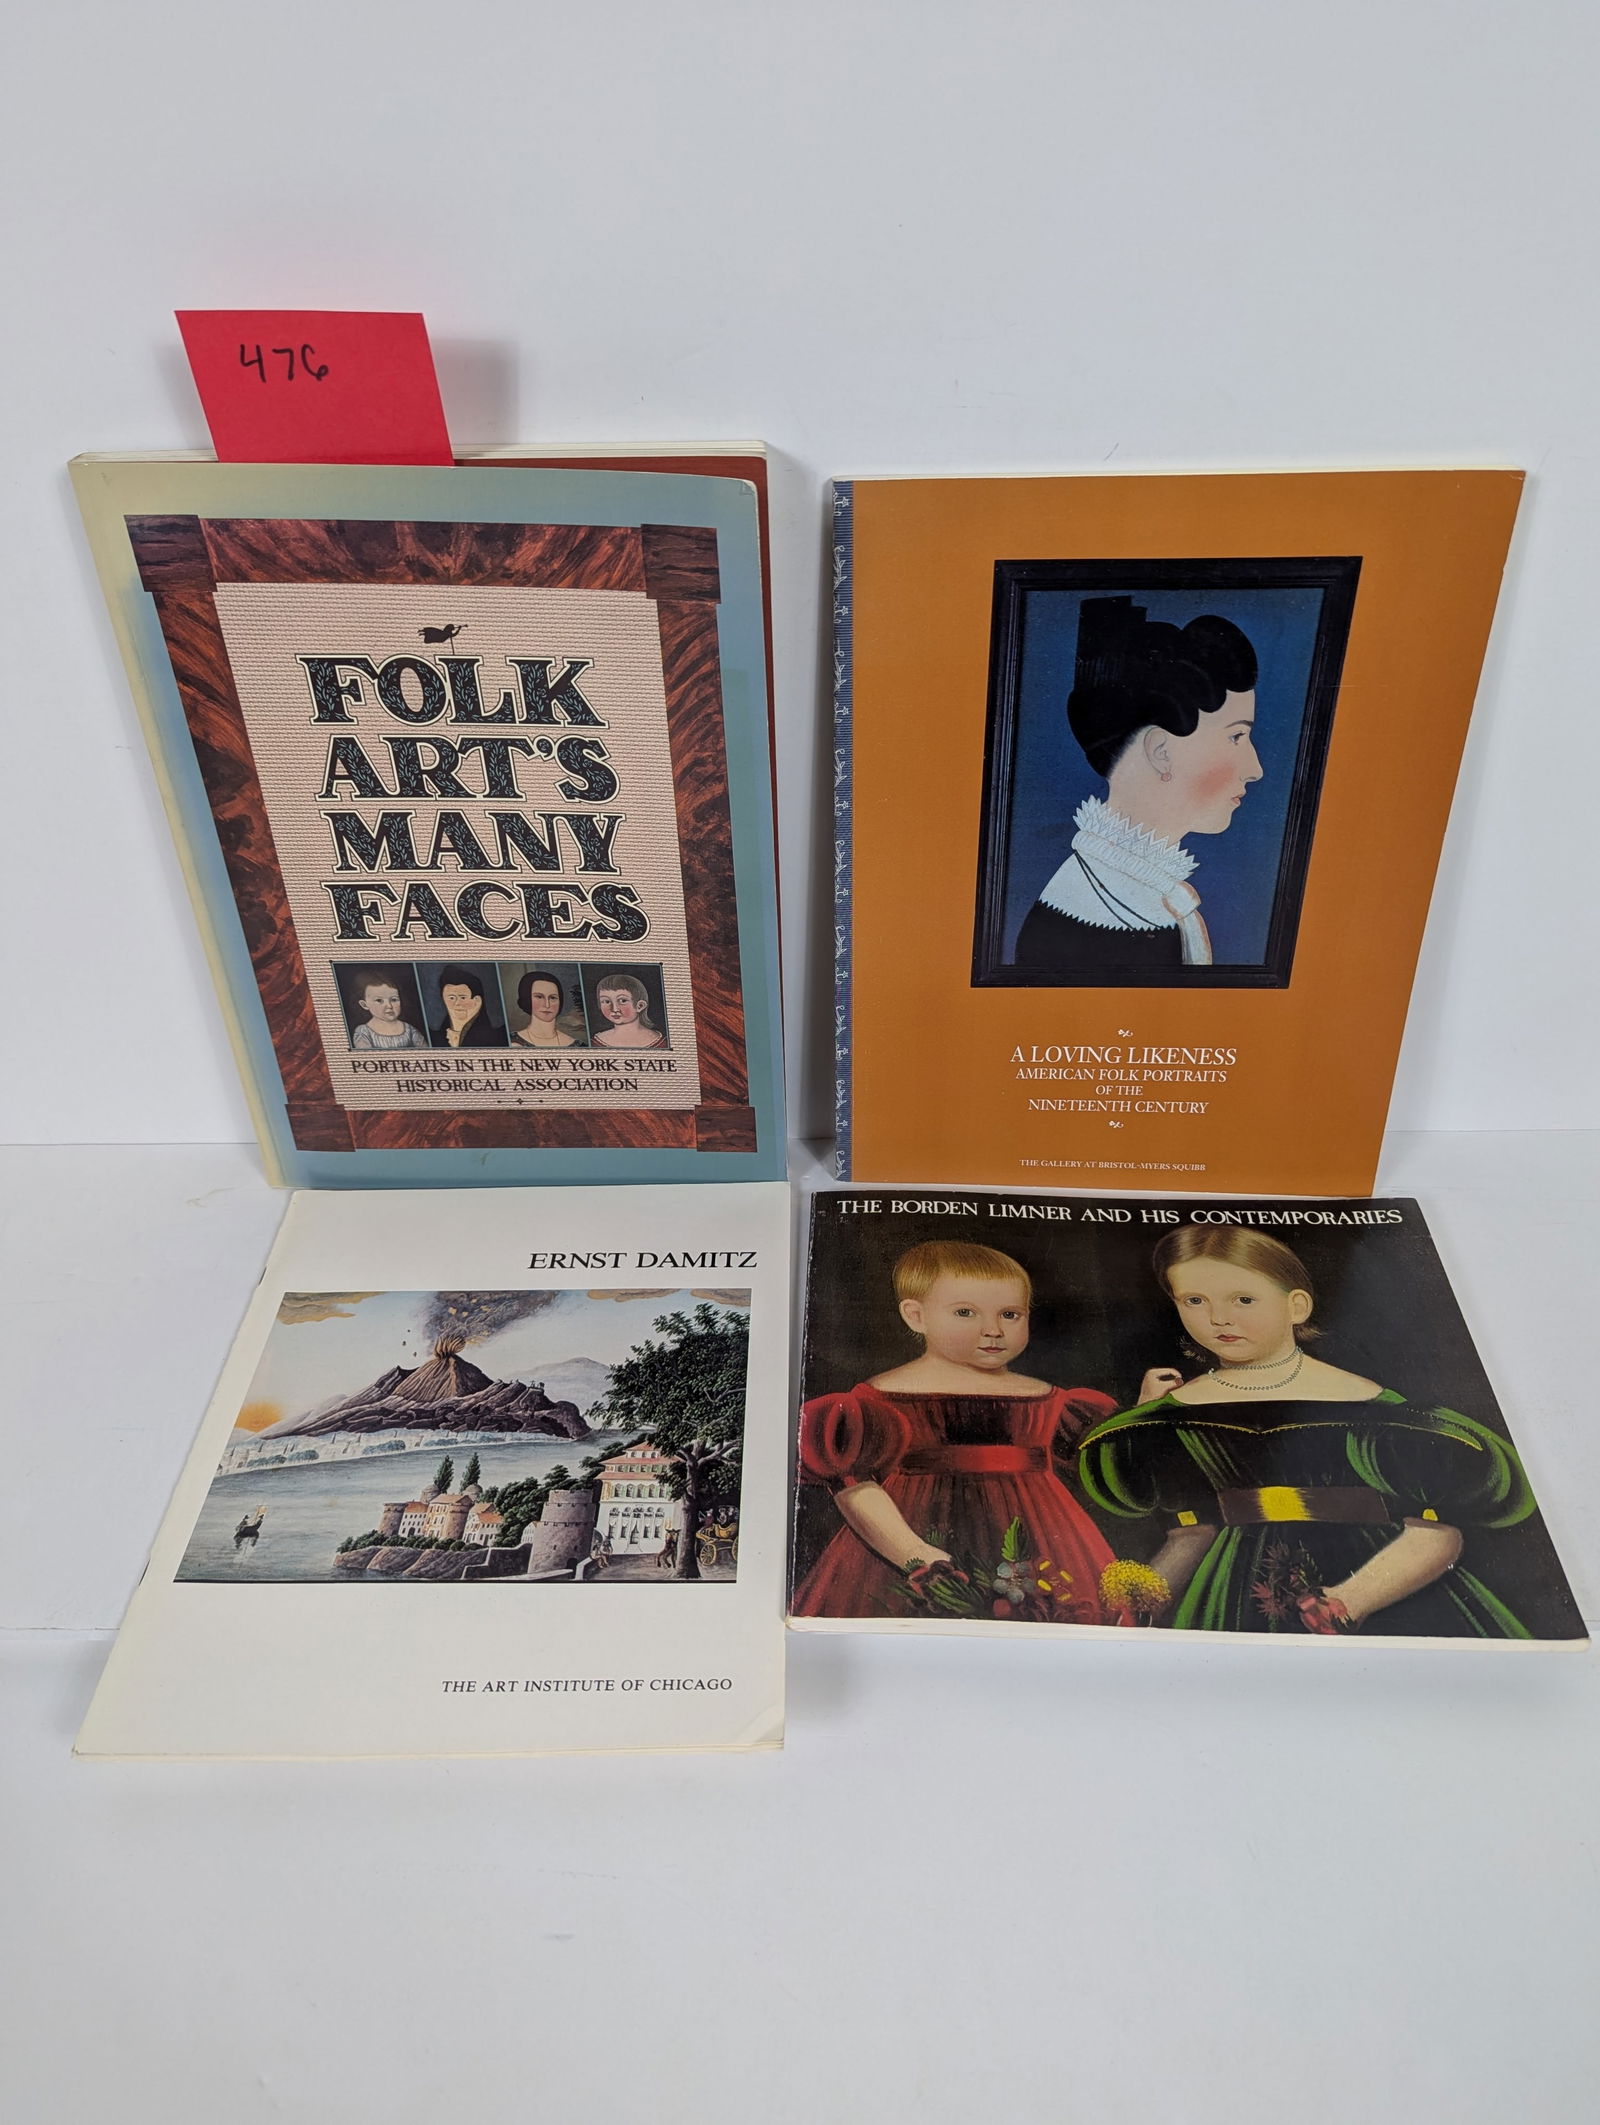 476
FOLK
ART'S
MANY
FACES
PORTRAITS IN THE NEW YORK STATE
HISTORICAL ASSOCIATION
A LOVING LIKENESS
AMERICAN FOLK PORTRAITS
OF THE
NINETEENTH CENTURY
THE GALLERY AT BRISTOL-MYERS SQUIBB
ERNST DAMITZ
THE ART INSTITUTE OF CHICAGO
THE BORDEN LIMNER AND HIS CONTEMPORARIES